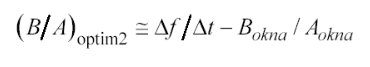 (B/A)optim2 ≅ Δf/Δt − Bokna / Aokna